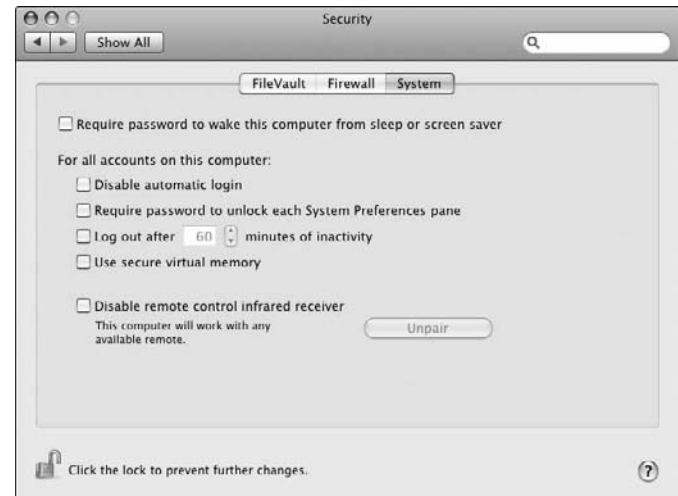 Security
Show All
FileVault Firewall System
Require password to wake this computer from sleep or screen saver
For all accounts on this computer:
Disable automatic login
Require password to unlock each System Preferences pane
Log out after 60 minutes of inactivity
Use secure virtual memory
Disable remote control infrared receiver
This computer will work with any
available remote.
Unpair
Click the lock to prevent further changes.
?